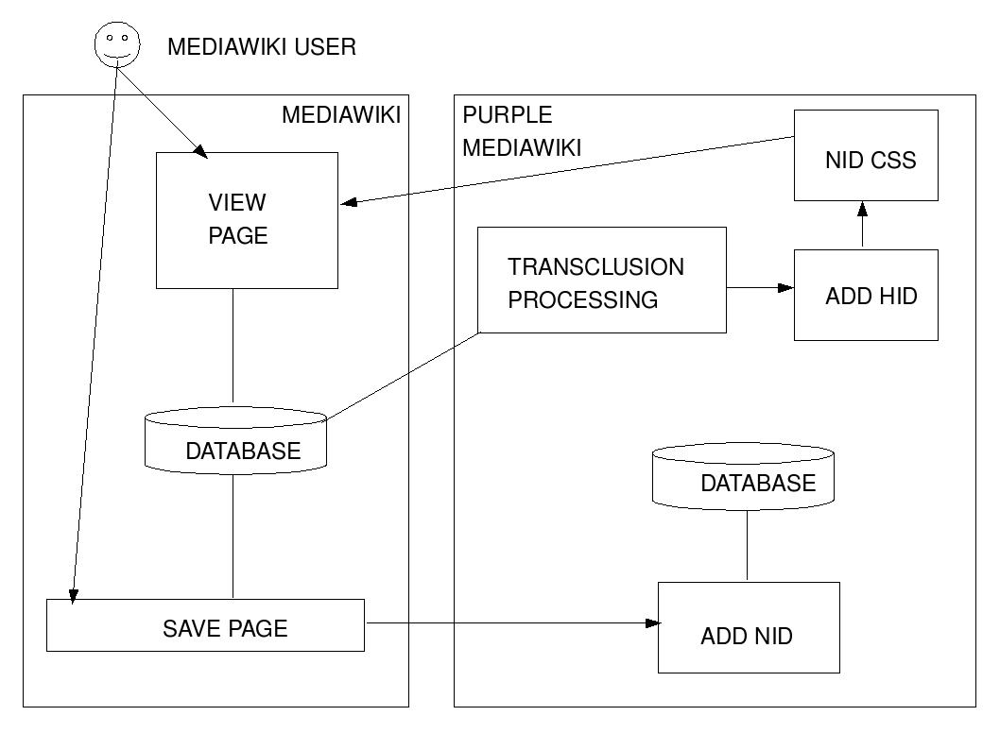 MEDIAWIKI USER
MEDIAWIKI
VIEW
PAGE
DATABASE
SAVE PAGE
PURPLE
MEDIAWIKI
NID CSS
TRANSCLUSION
PROCESSING
ADD HID
DATABASE
ADD NID